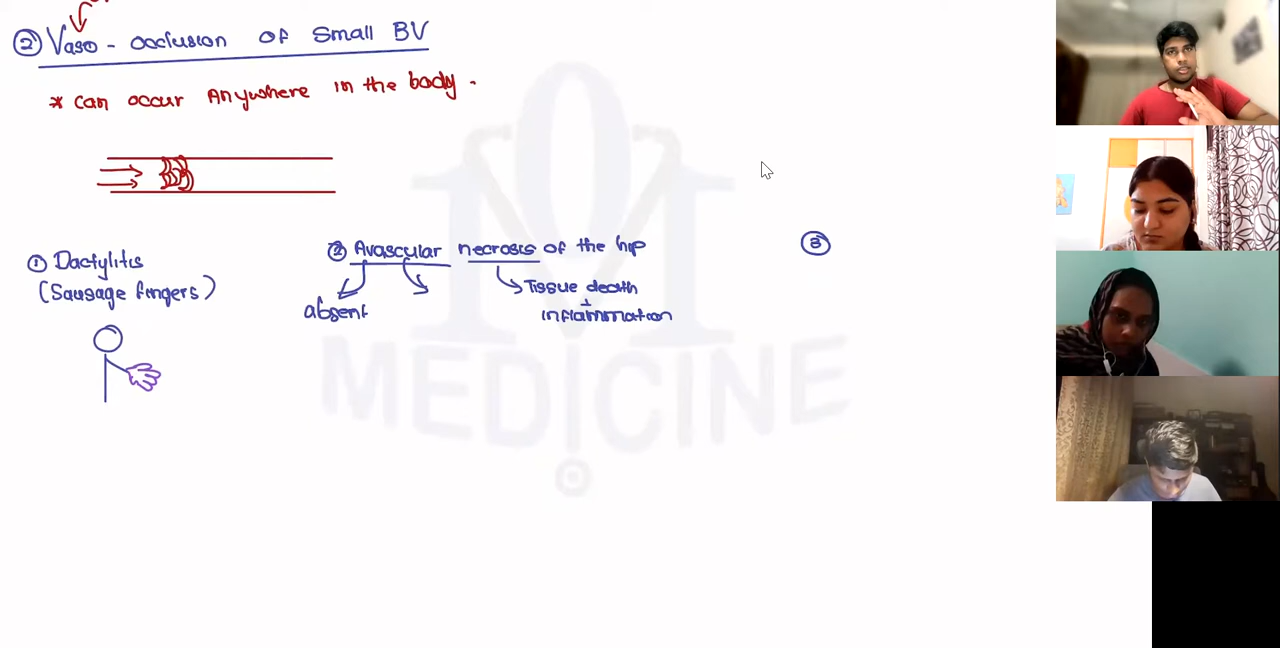 ② Vaso - occlusion of Small BV
* can occur Anywhere in the body.
① Dactylitis
(Sausage fingers)
② Avascular necrosis of the hip
absent
Tissue death
+
inflammation
③
MEDICINE